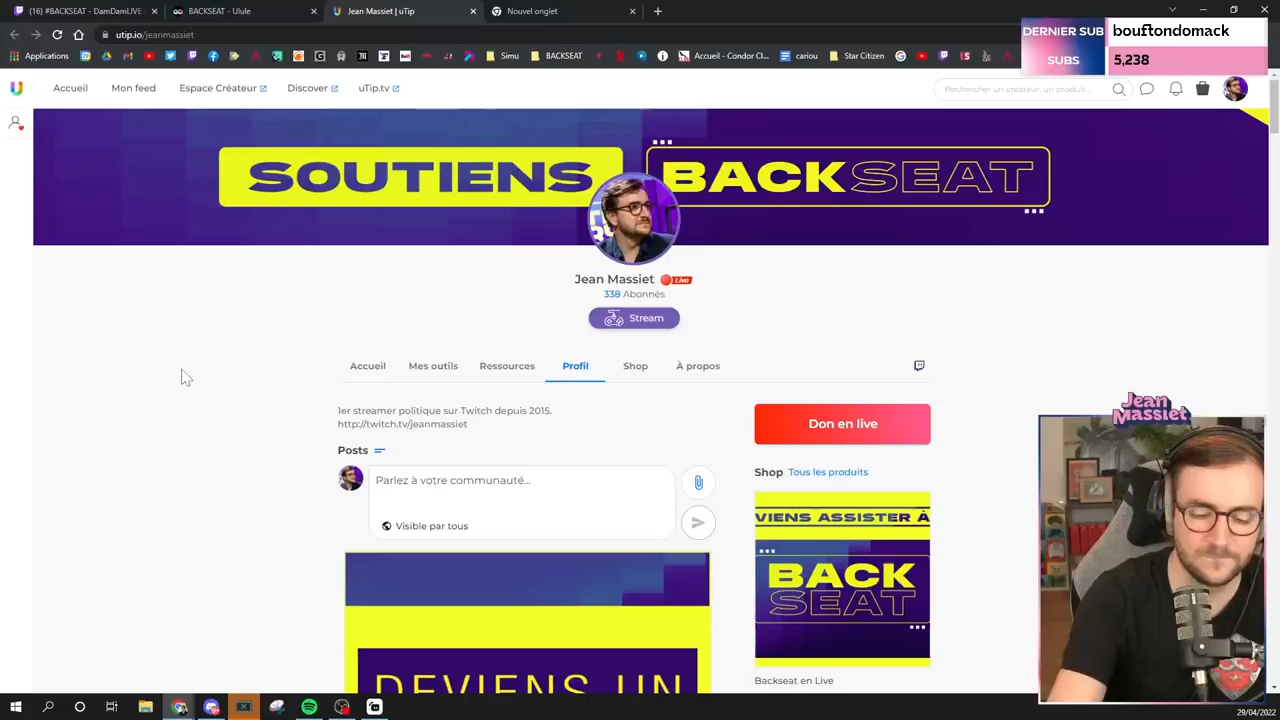 (16) #BACKSEAT - DamDamLIVE
#BACKSEAT - Ulule
Jean Massiet | uTip
Nouvel onglet
utip.io/jeanmassiet
Applications
Simu
BACKSEAT
Accueil - Condor Cl...
cariou
Star Citizen
DERNIER SUB
bouftondomack
SUBS
5,238
Accueil
Mon feed
Espace Créateur
Discover
uTip.tv
Rechercher un créateur, un produit...
SOUTIENS
BACKSEAT
Jean Massiet
Live
338 Abonnés
Stream
Accueil
Mes outils
Ressources
Profil
Shop
À propos
1er streamer politique sur Twitch depuis 2015.
http://twitch.tv/jeanmassiet
Don en live
Posts
Parlez à votre communauté...
Visible par tous
Shop Tous les produits
VIENS ASSISTER À
BACK
SEAT
Backseat en Live
DEVIENS UN
Jean
Massiet
29/04/2022